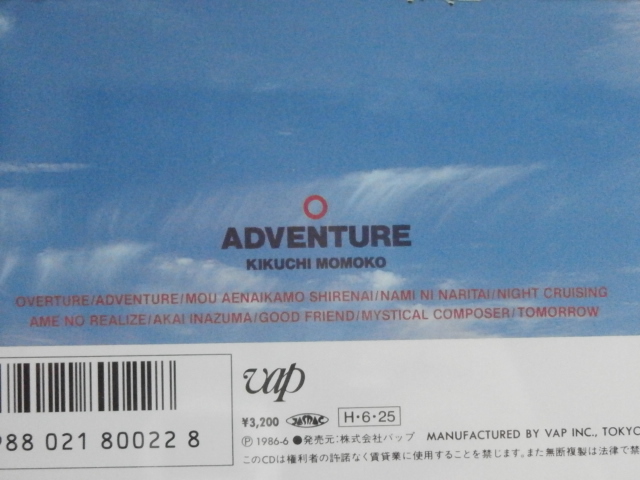 ADVENTURE
KIKUCHI MOMOKO
OVERTURE/ADVENTURE/MOU AENAIKAMO SHIRENAI/NAMI NI NARITAI/NIGHT CRUISING
AME NO REALIZE/AKAI INAZUMA/GOOD FRIEND/MYSTICAL COMPOSER/TOMORROW
vap
988 021 80022 8
¥3,200 JASRAC H・6・25
Ⓟ 1986-6 ●発売元:株式会社バップ MANUFACTURED BY VAP INC., TOKYO
このCDは権利者の許諾なく賃貸業に使用することを禁じます。また無断複製は法律で禁